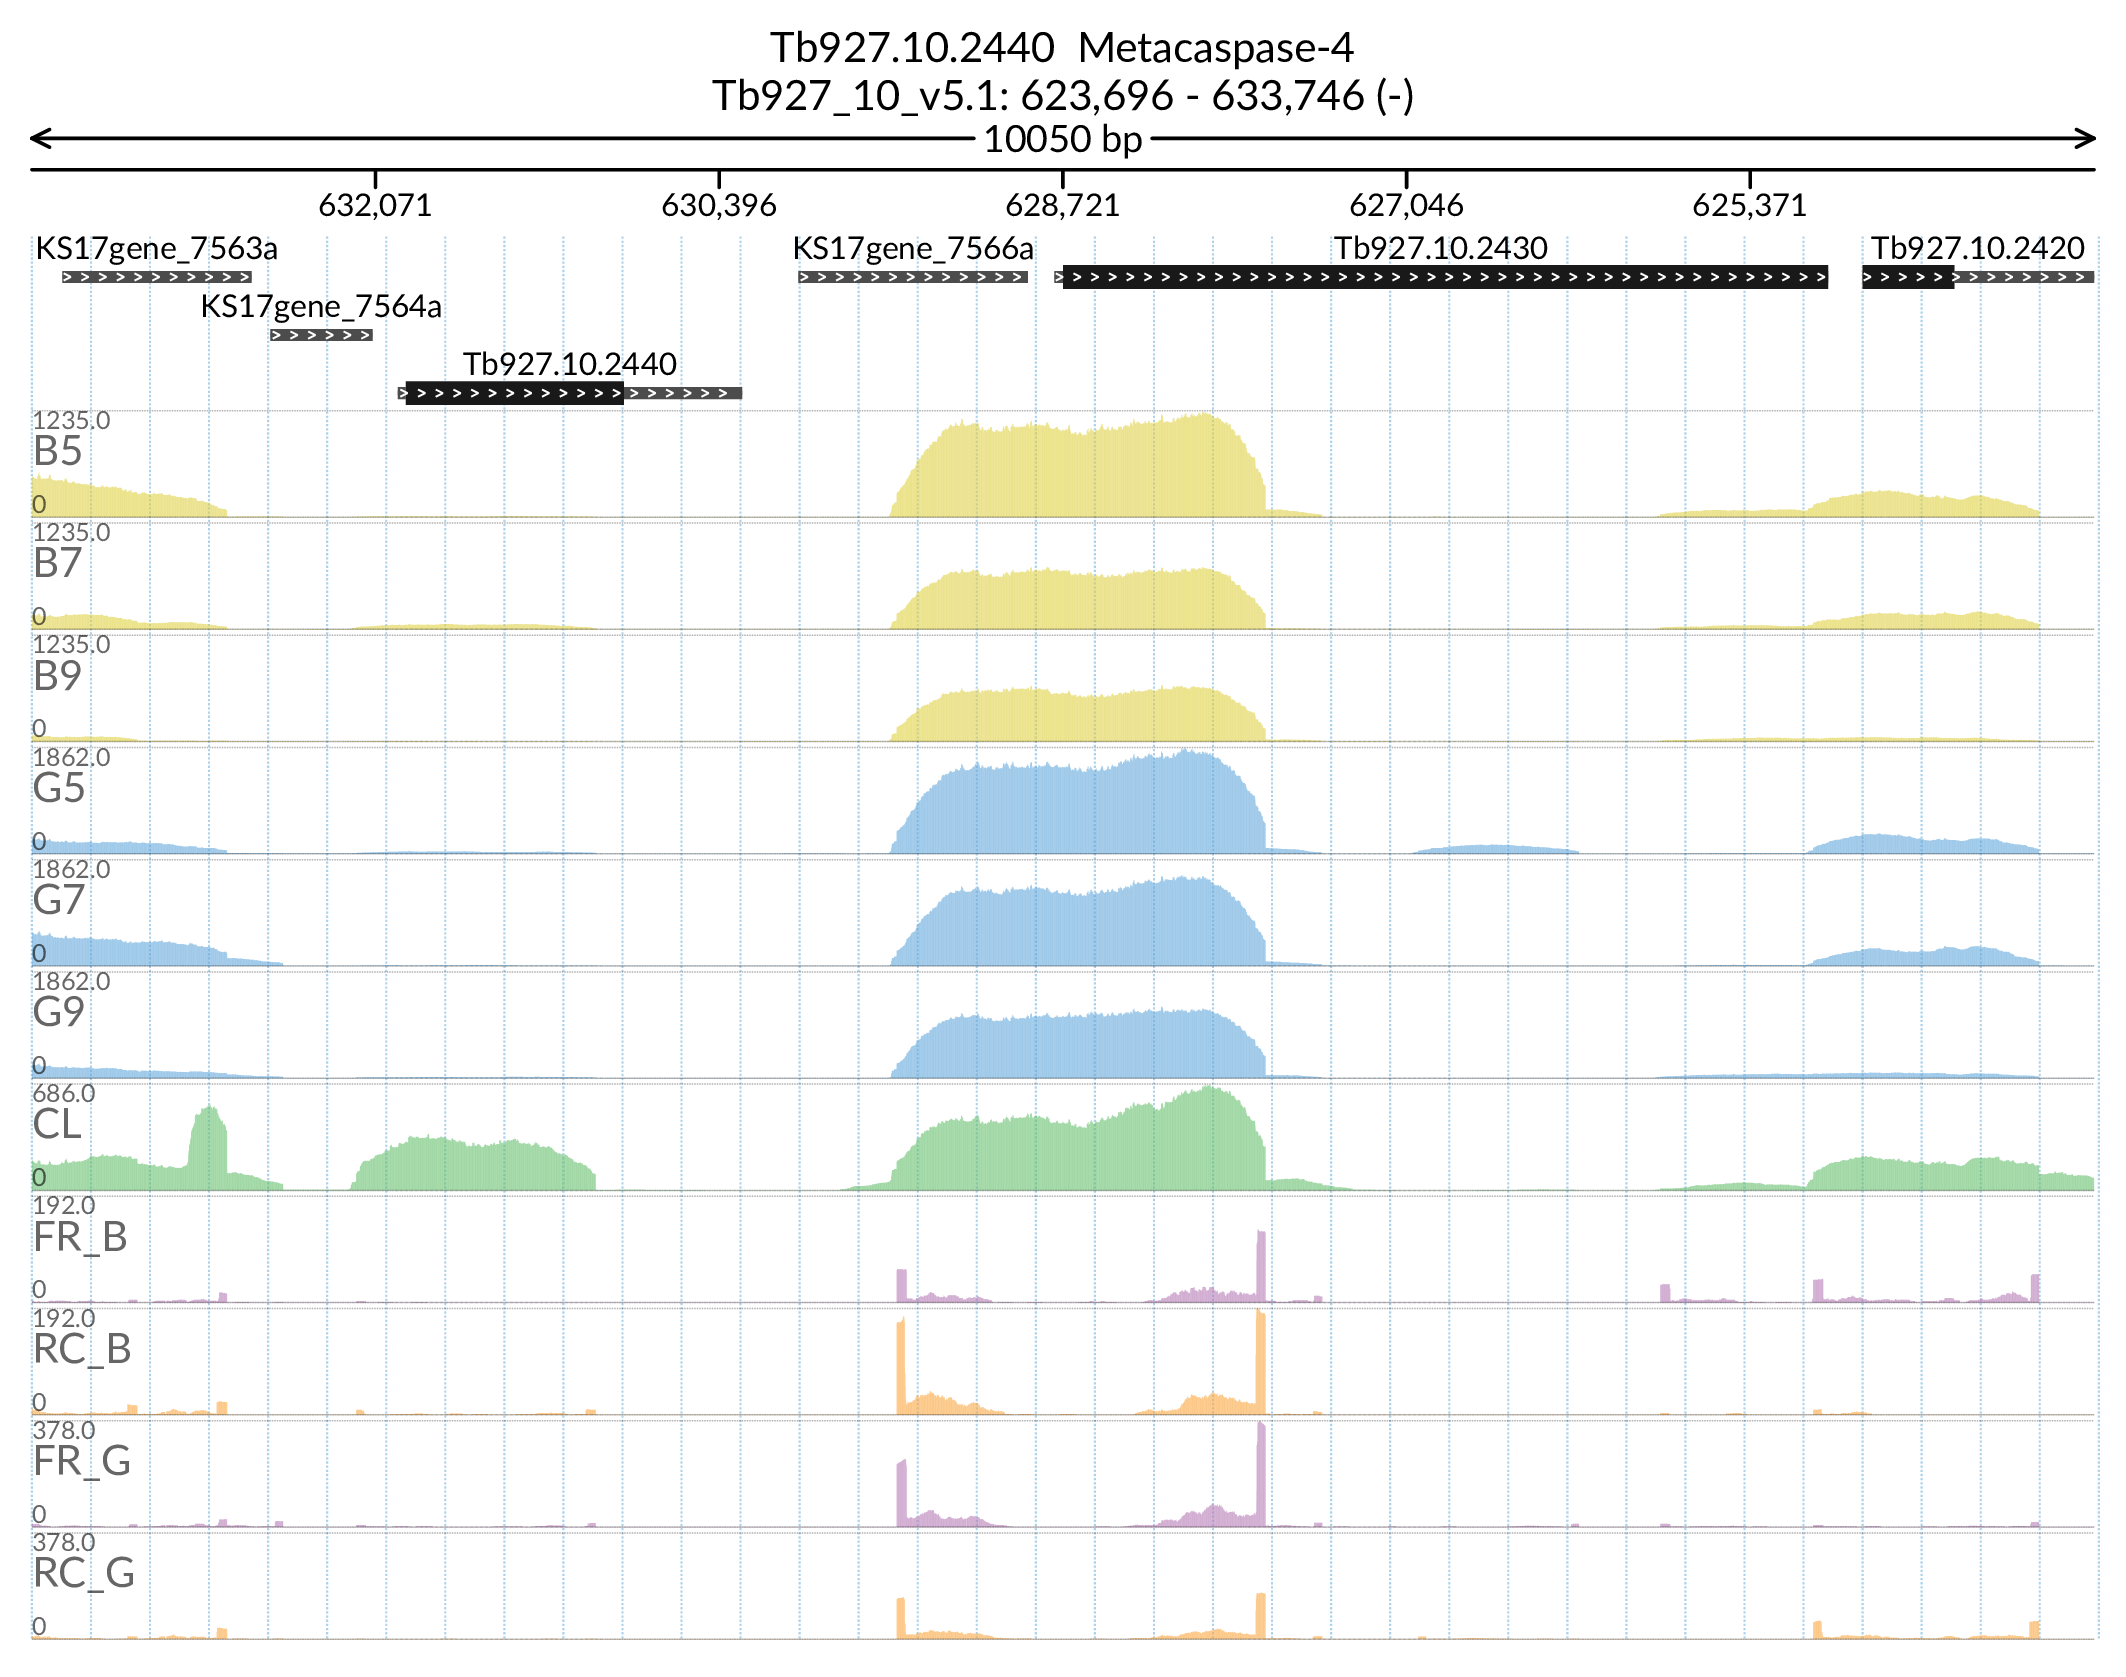 Tb927.10.2440  Metacaspase-4
Tb927_10_v5.1: 623,696 - 633,746 (-)
10050 bp
632,071 630,396 628,721 627,046 625,371
KS17gene_7563a KS17gene_7566a Tb927.10.2430 Tb927.10.2420
KS17gene_7564a
Tb927.10.2440
1235.0
B5
0
1235.0
B7
0
1235.0
B9
0
1862.0
G5
0
1862.0
G7
0
1862.0
G9
0
686.0
CL
0
192.0
FR_B
0
192.0
RC_B
0
378.0
FR_G
0
378.0
RC_G
0